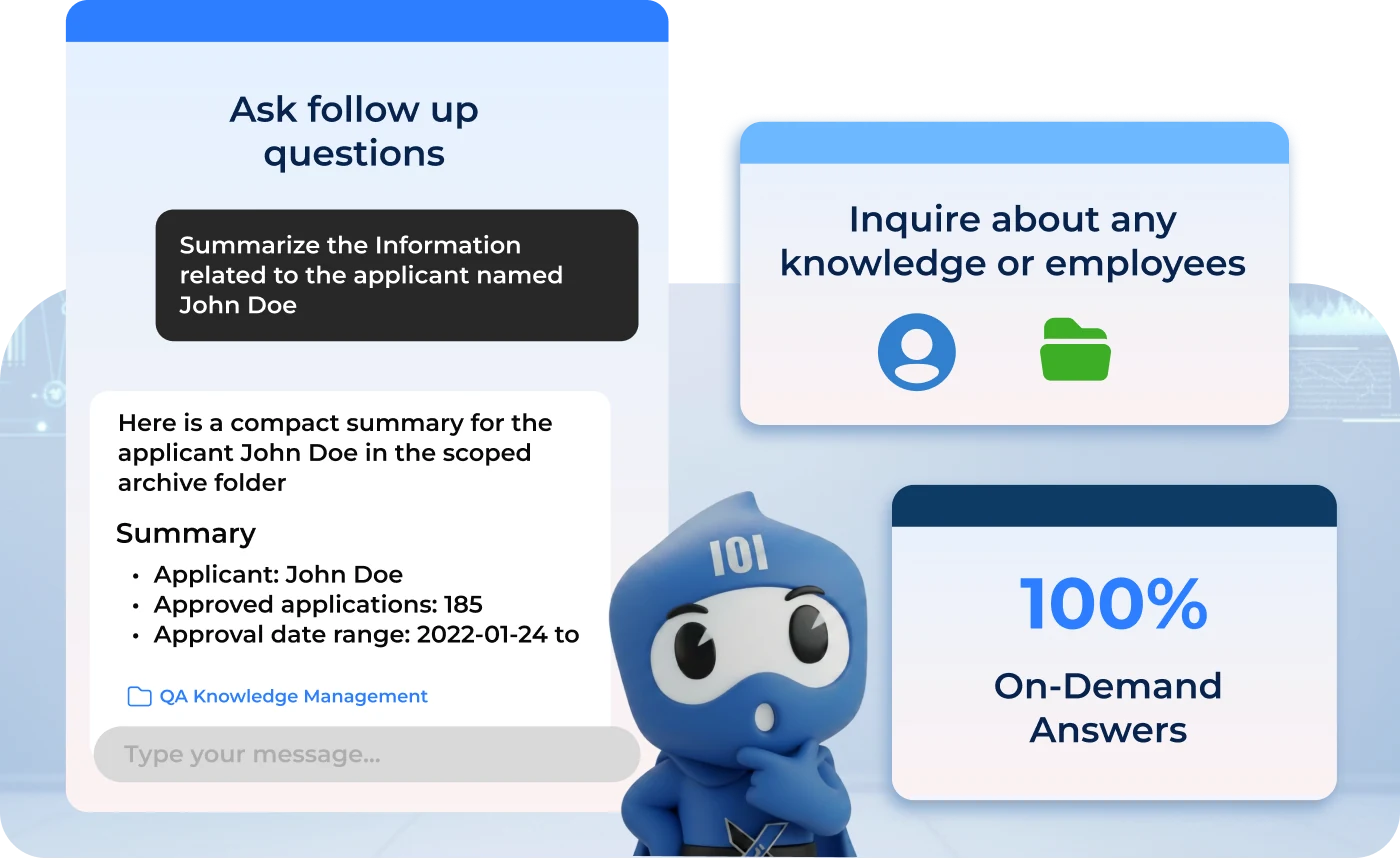 Ask follow up
questions
Summarize the Information
related to the applicant named
John Doe
Here is a compact summary for the
applicant John Doe in the scoped
archive folder
Summary
• Applicant: John Doe
• Approved applications: 185
• Approval date range: 2022-01-24 to
QA Knowledge Management
Type your message...
Inquire about any
knowledge or employees
101
100%
On-Demand
Answers